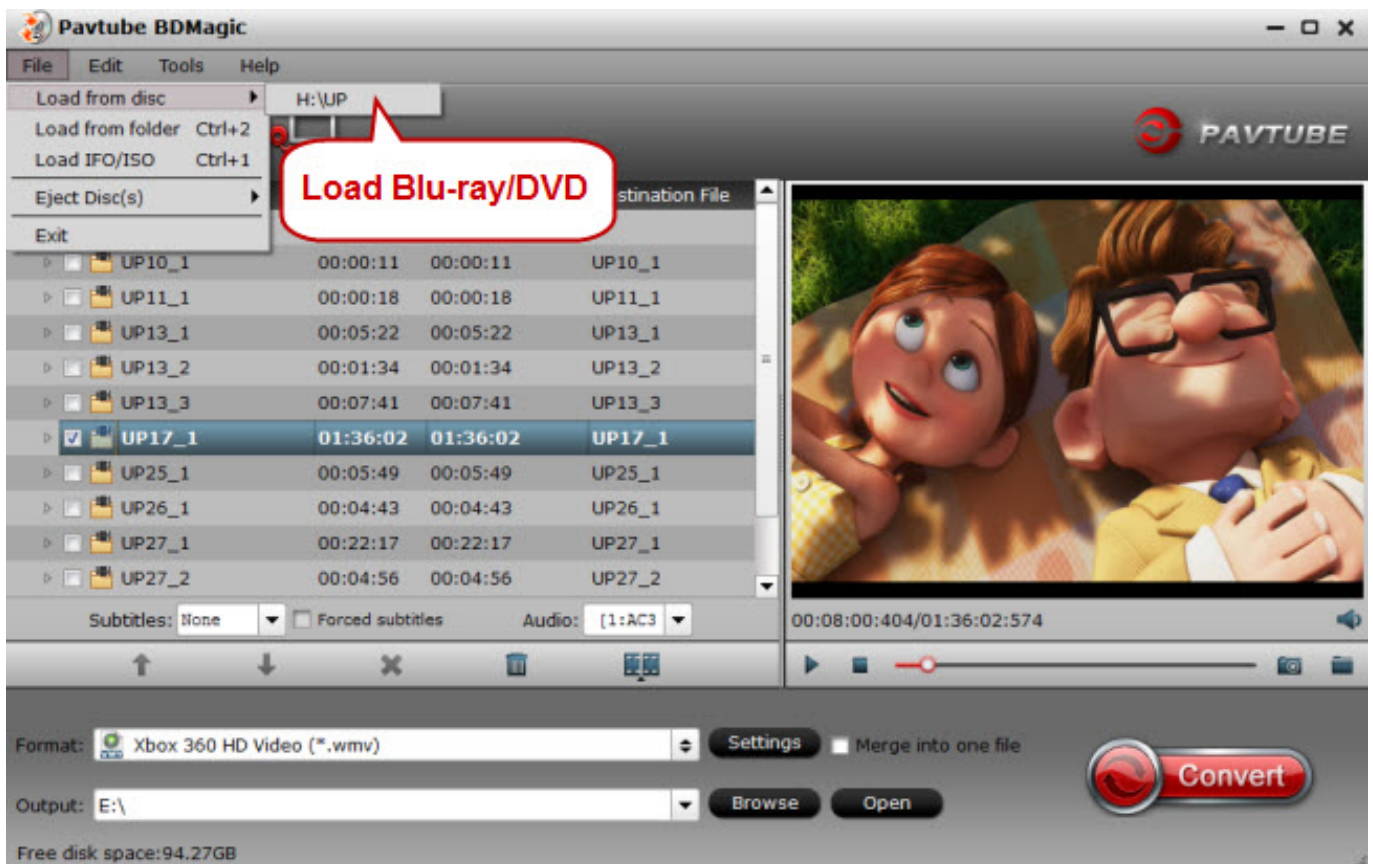 Pavtube BDMagic
File Edit Tools Help
Load from disc
H:\UP
Load from folder Ctrl+2
Load IFO/ISO Ctrl+1
Eject Disc(s)
Exit
PAVTUBE
Load Blu-ray/DVD
stination File
UP10_1 00:00:11 00:00:11 UP10_1
UP11_1 00:00:18 00:00:18 UP11_1
UP13_1 00:05:22 00:05:22 UP13_1
UP13_2 00:01:34 00:01:34 UP13_2
UP13_3 00:07:41 00:07:41 UP13_3
UP17_1 01:36:02 01:36:02 UP17_1
UP25_1 00:05:49 00:05:49 UP25_1
UP26_1 00:04:43 00:04:43 UP26_1
UP27_1 00:22:17 00:22:17 UP27_1
UP27_2 00:04:56 00:04:56 UP27_2
Subtitles: None Forced subtitles Audio: [1:AC3
00:08:00:404/01:36:02:574
Format: Xbox 360 HD Video (*.wmv) Settings Merge into one file
Convert
Output: E:\ Browse Open
Free disk space:94.27GB